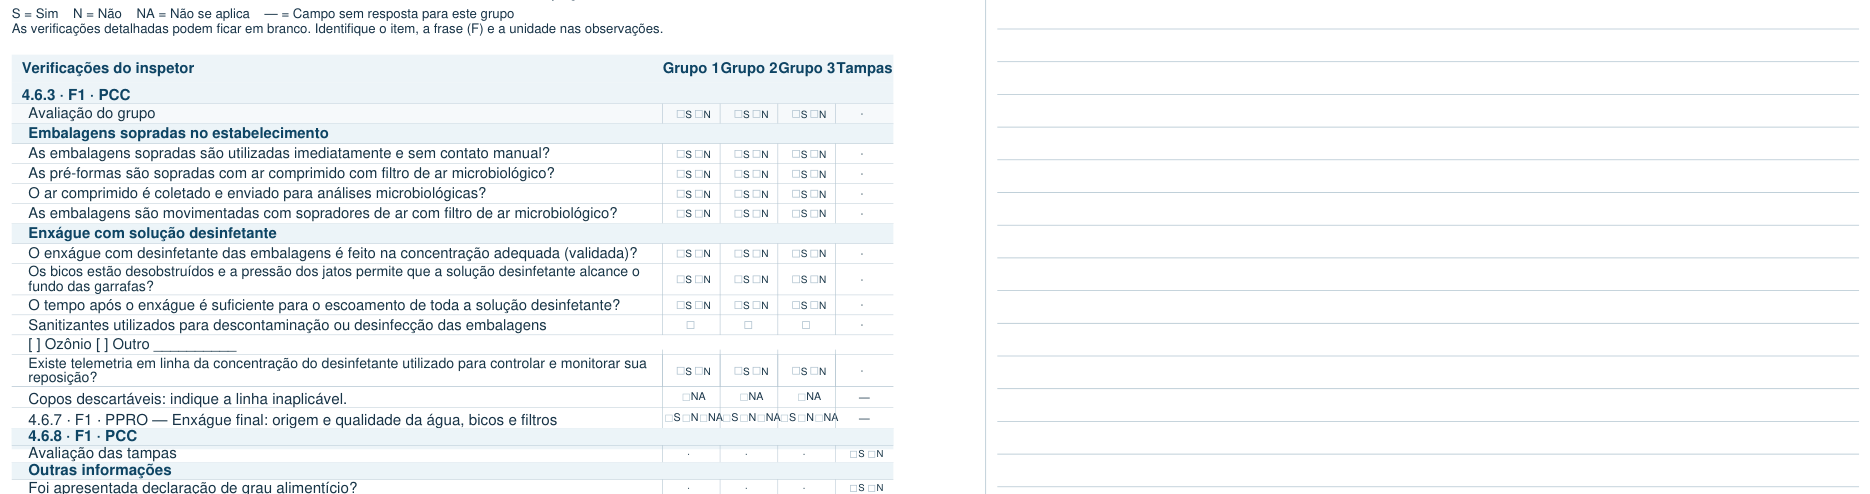 S = Sim N = Não NA = Não se aplica — = Campo sem resposta para este grupo
As verificações detalhadas podem ficar em branco. Identifique o item, a frase (F) e a unidade nas observações.
Verificações do inspetor Grupo 1 Grupo 2 Grupo 3 Tampas
4.6.3 · F1 · PCC
Avaliação do grupo □S □N □S □N □S □N ·
Embalagens sopradas no estabelecimento
As embalagens sopradas são utilizadas imediatamente e sem contato manual? □S □N □S □N □S □N ·
As pré-formas são sopradas com ar comprimido com filtro de ar microbiológico? □S □N □S □N □S □N ·
O ar comprimido é coletado e enviado para análises microbiológicas? □S □N □S □N □S □N ·
As embalagens são movimentadas com sopradores de ar com filtro de ar microbiológico? □S □N □S □N □S □N ·
Enxágue com solução desinfetante
O enxágue com desinfetante das embalagens é feito na concentração adequada (validada)? □S □N □S □N □S □N ·
Os bicos estão desobstruídos e a pressão dos jatos permite que a solução desinfetante alcance o
fundo das garrafas? □S □N □S □N □S □N ·
O tempo após o enxágue é suficiente para o escoamento de toda a solução desinfetante? □S □N □S □N □S □N ·
Sanitizantes utilizados para descontaminação ou desinfecção das embalagens □ □ □ ·
[ ] Ozônio [ ] Outro __________
Existe telemetria em linha da concentração do desinfetante utilizado para controlar e monitorar sua
reposição? □S □N □S □N □S □N ·
Copos descartáveis: indique a linha inaplicável. □NA □NA □NA —
4.6.7 · F1 · PPRO — Enxágue final: origem e qualidade da água, bicos e filtros □S □N □NA □S □N □NA □S □N □NA —
4.6.8 · F1 · PCC
Avaliação das tampas · · · □S □N
Outras informações
Foi apresentada declaração de grau alimentício? · · · □S □N